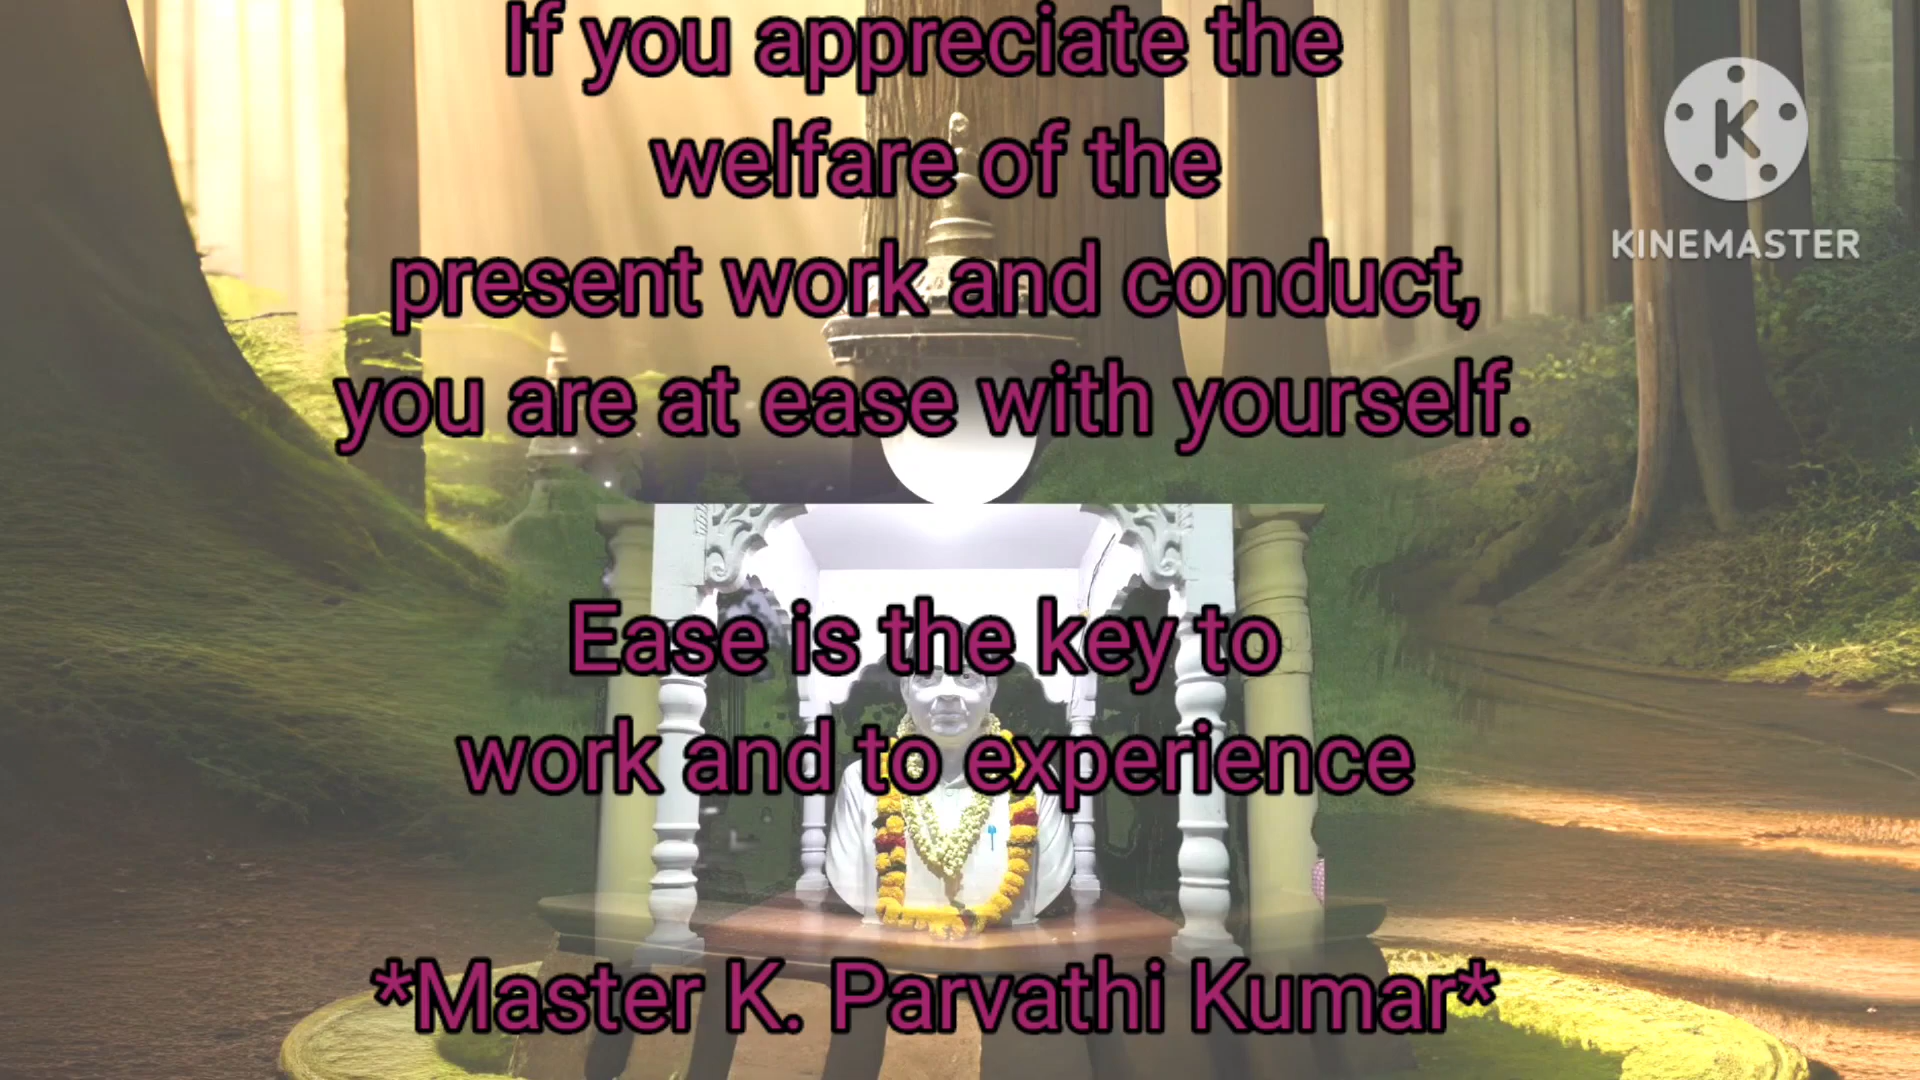 If you appreciate the
welfare of the
present work and conduct,
you are at ease with yourself.
Ease is the key to
work and to experience
*Master K. Parvathi Kumar*
K
KINEMASTER